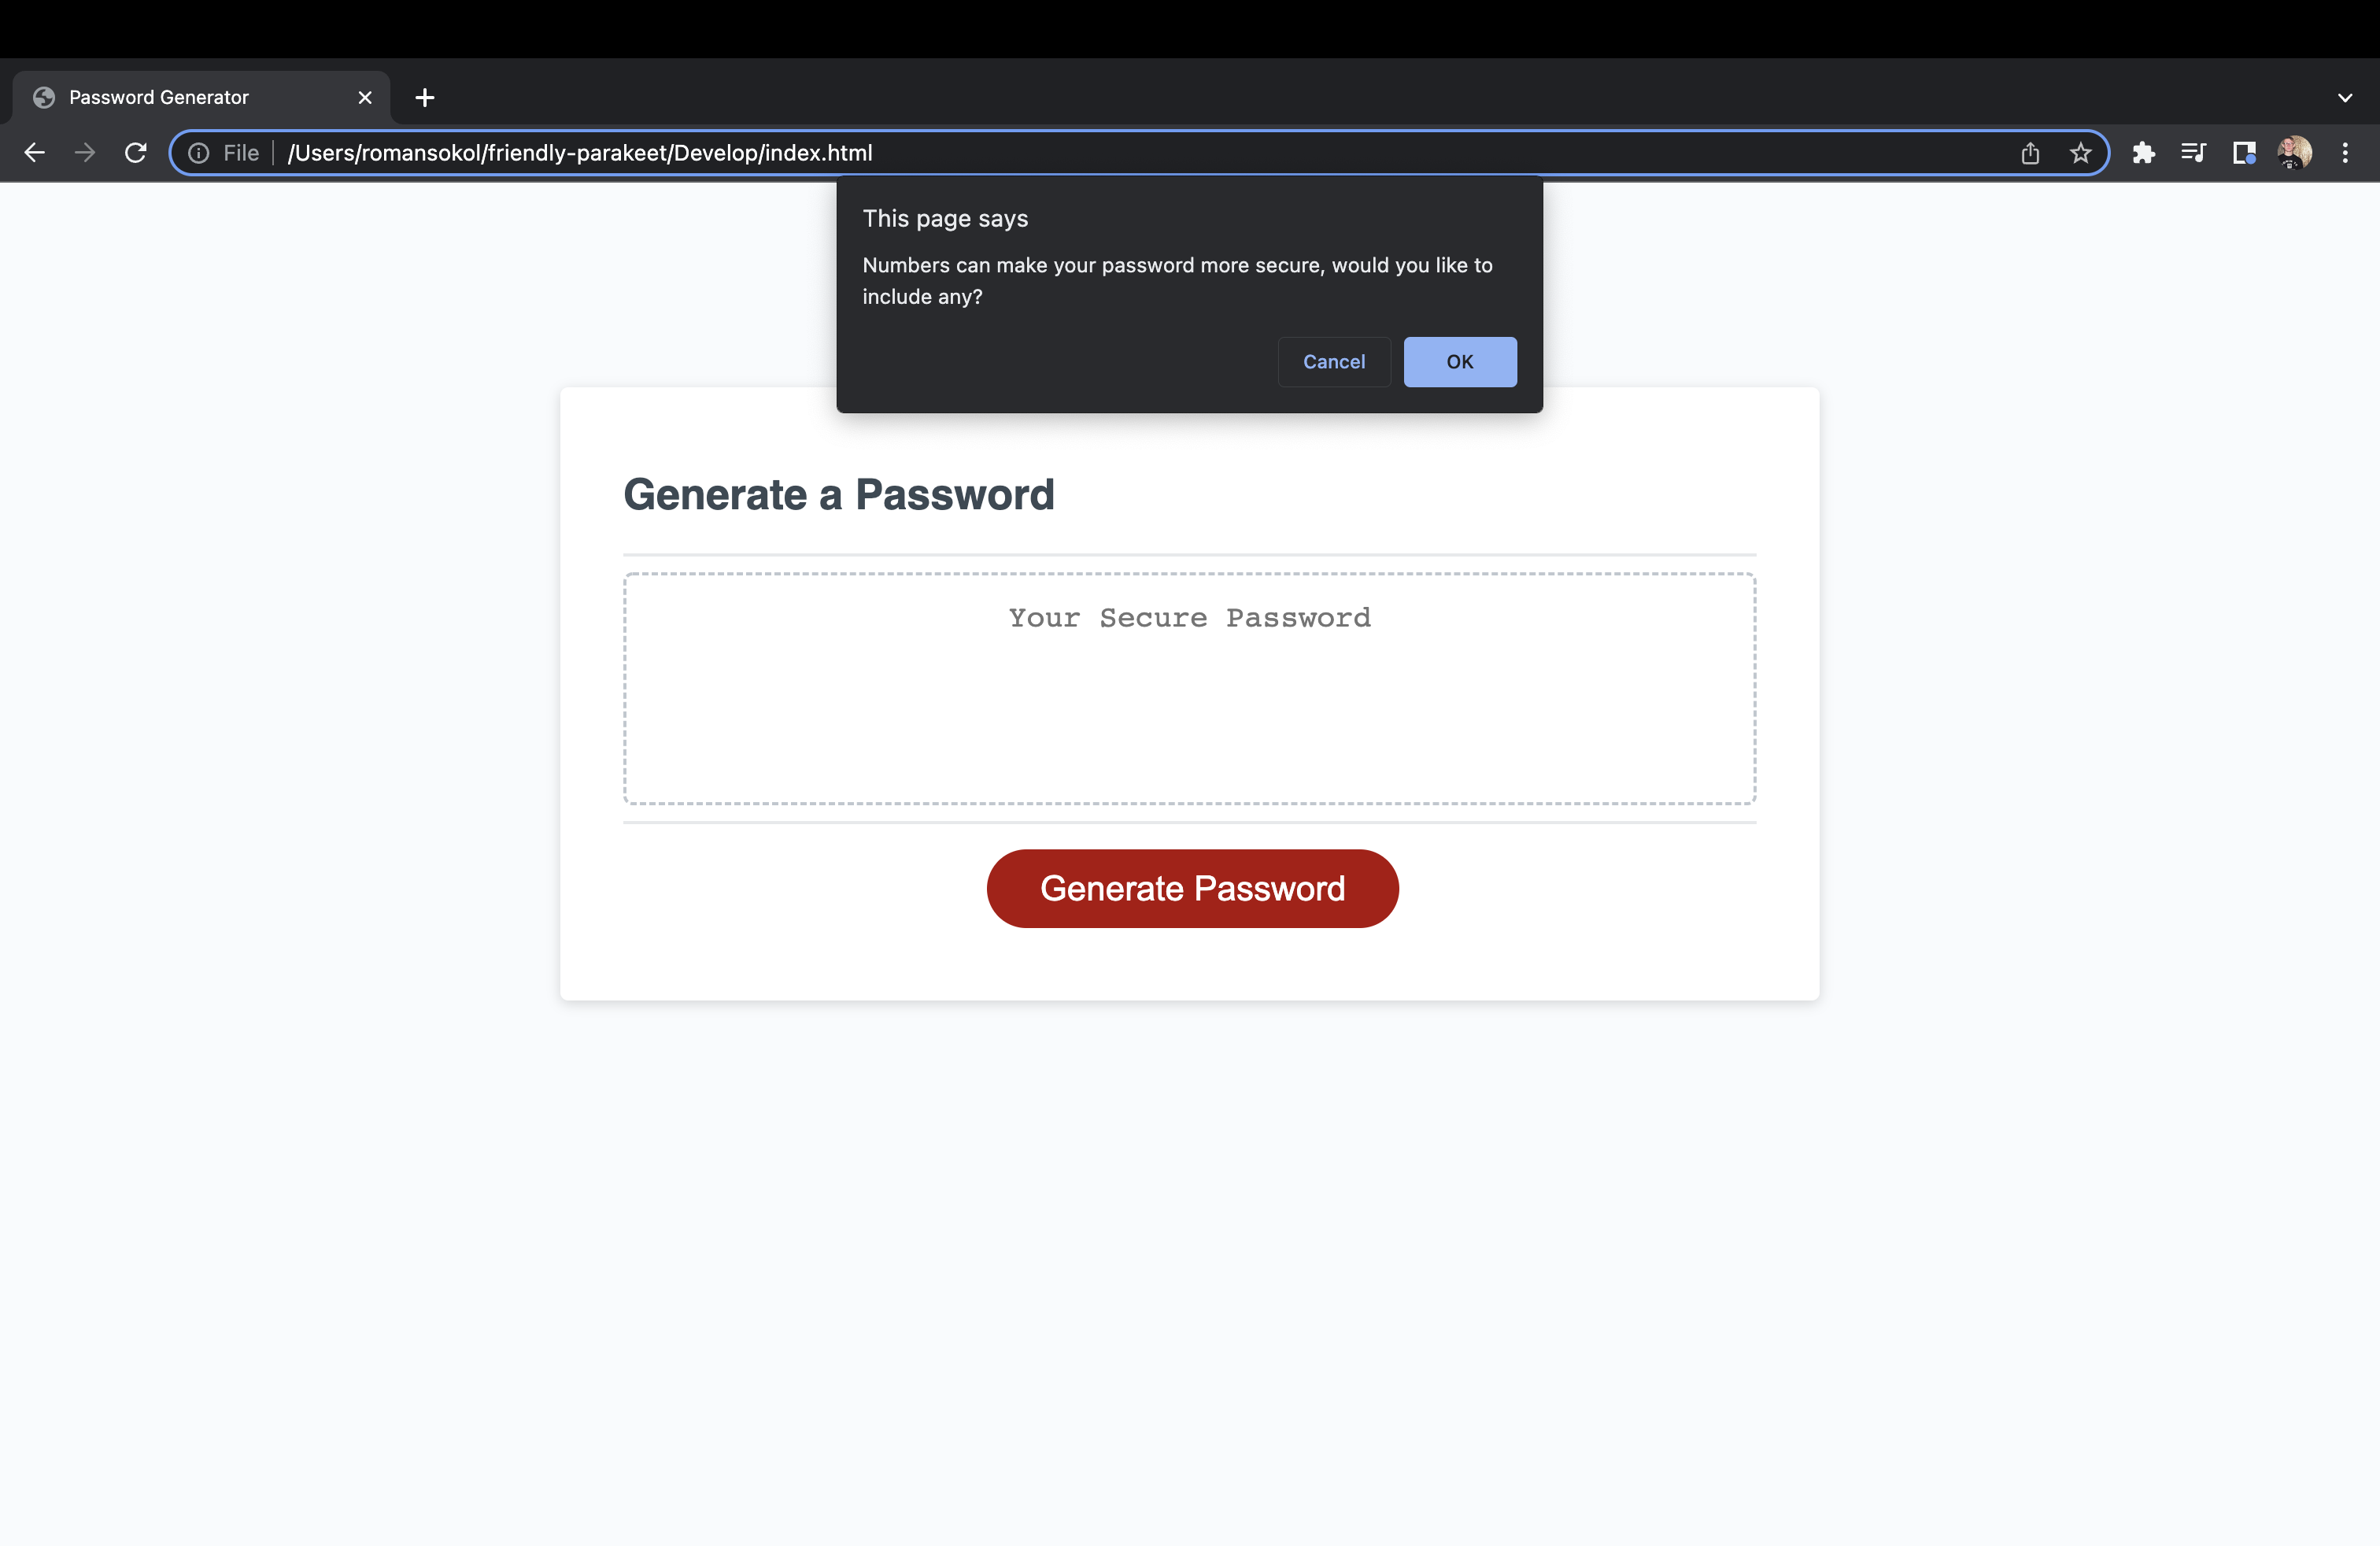 Password Generator
File /Users/romansokol/friendly-parakeet/Develop/index.html
This page says
Numbers can make your password more secure, would you like to
include any?
Cancel OK
Generate a Password
Your Secure Password
Generate Password